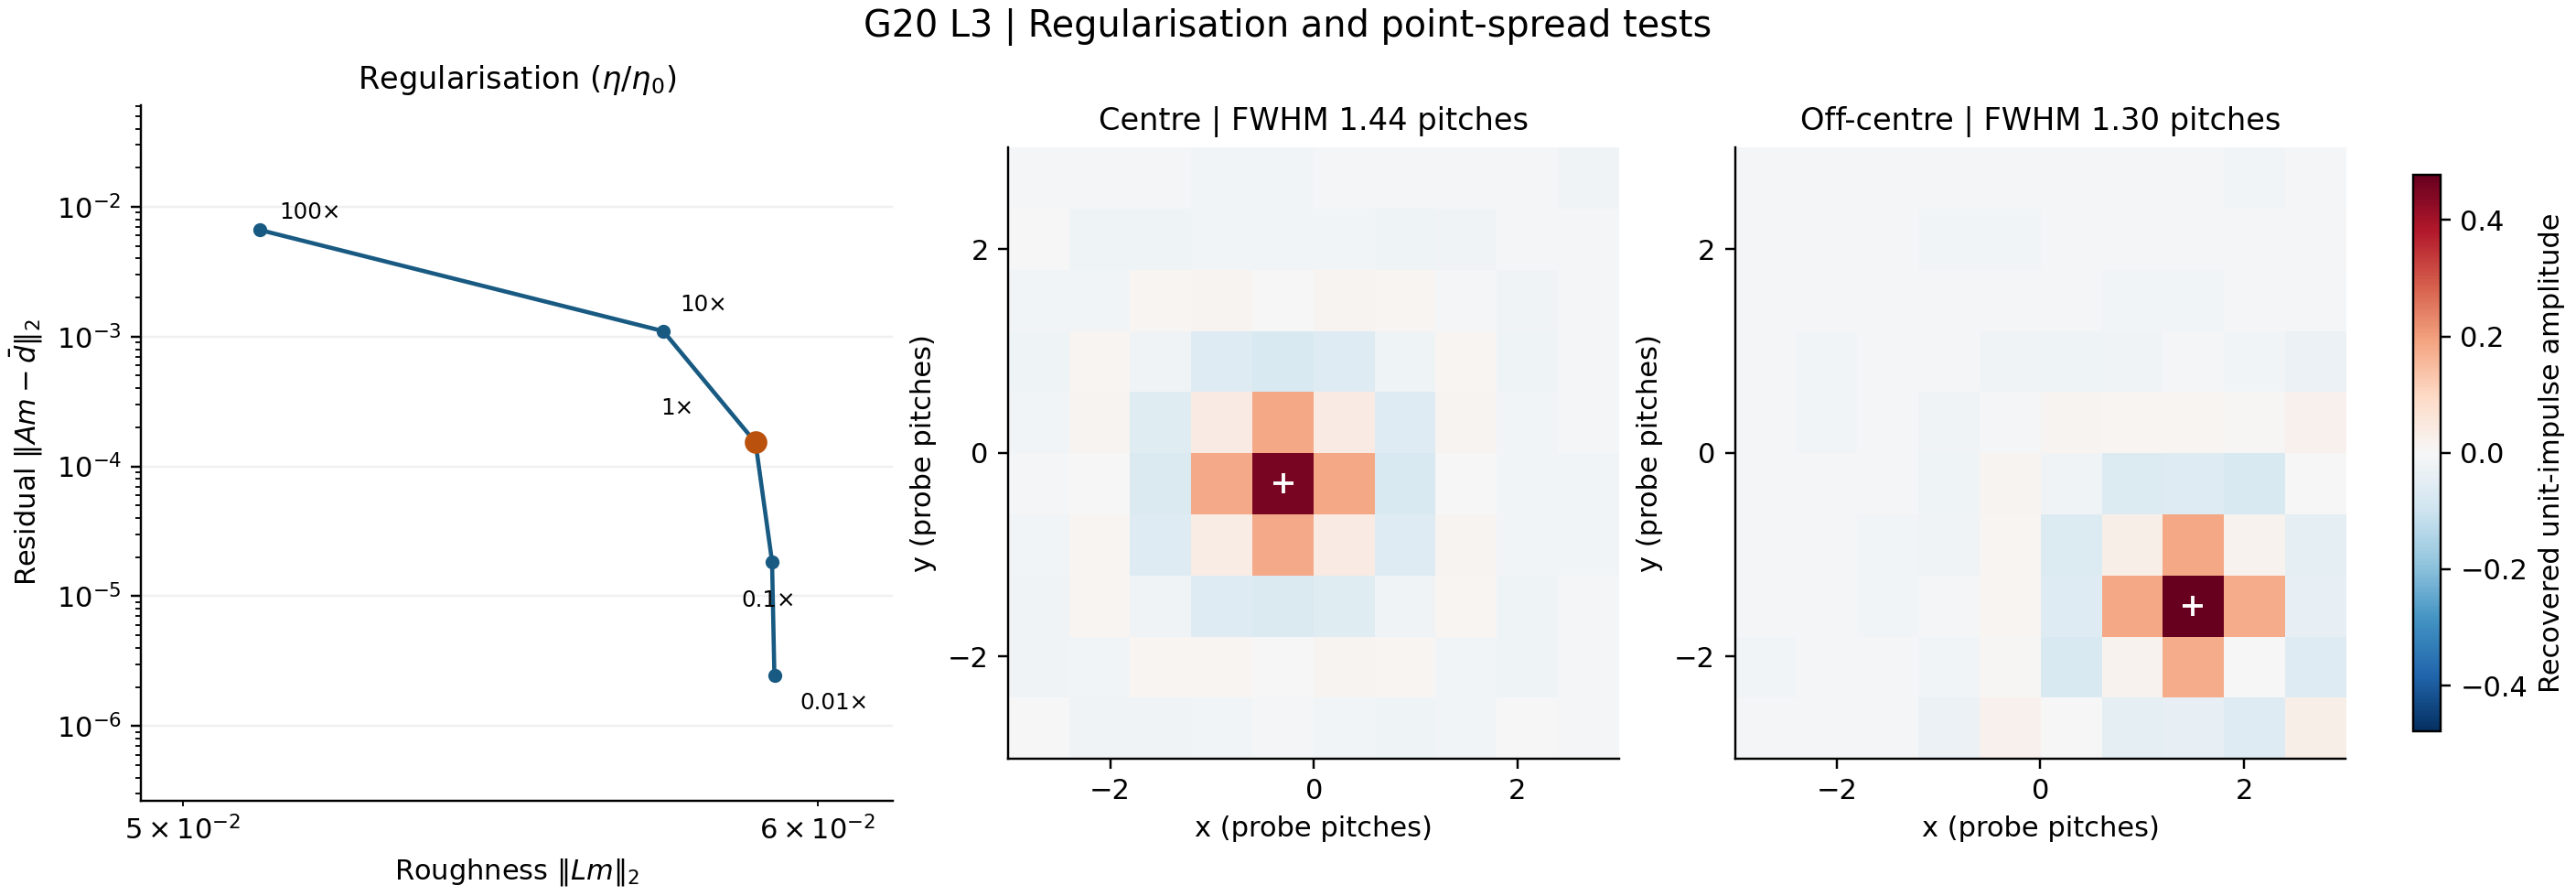 G20 L3 | Regularisation and point-spread tests
Regularisation (η/η₀)
10⁻²
10⁻³
10⁻⁴
10⁻⁵
10⁻⁶
Residual ‖Am − d̄‖₂
100×
10×
1×
0.1×
0.01×
5 × 10⁻²
6 × 10⁻²
Roughness ‖Lm‖₂
Centre | FWHM 1.44 pitches
2
0
−2
y (probe pitches)
−2
0
2
x (probe pitches)
Off-centre | FWHM 1.30 pitches
2
0
−2
y (probe pitches)
−2
0
2
x (probe pitches)
0.4
0.2
0.0
−0.2
−0.4
Recovered unit-impulse amplitude